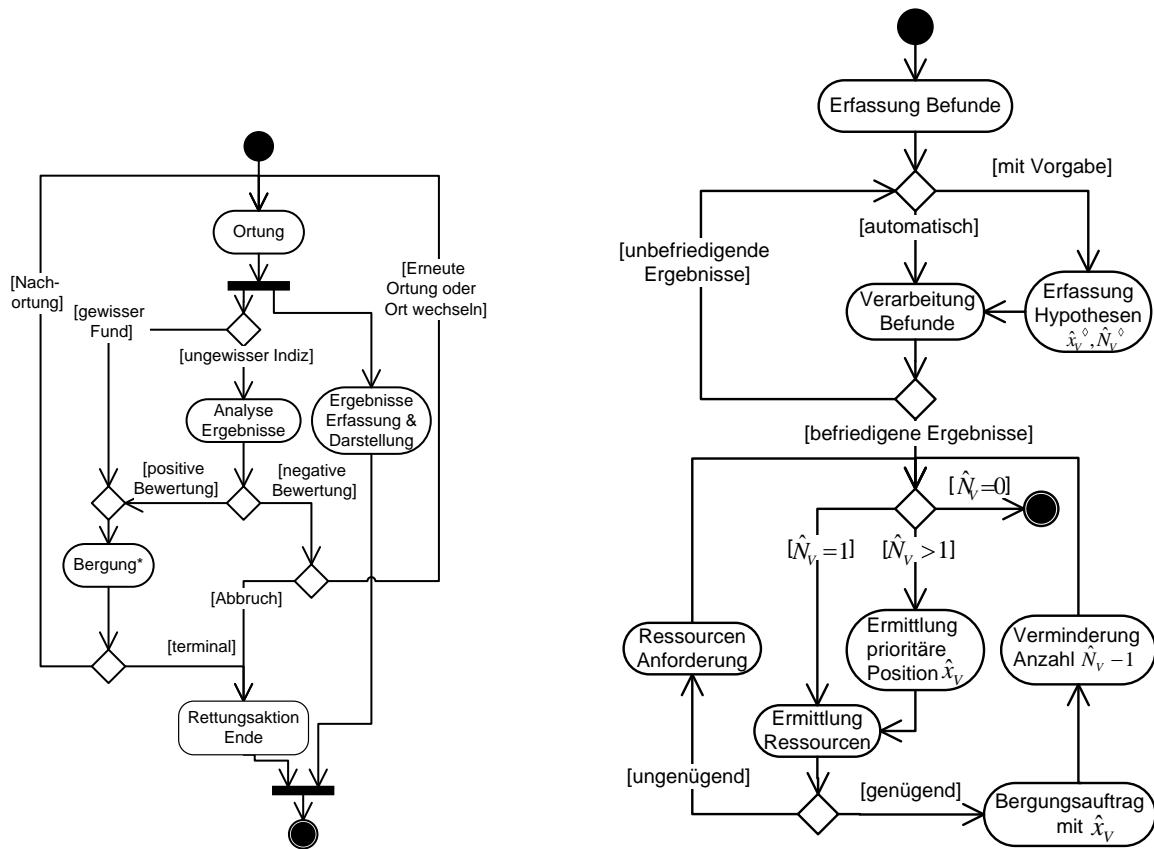 Ortung
[Nach-
ortung]
[gewisser
Fund]
[Erneute
Ortung oder
Ort wechseln]
[ungewisser Indiz]
Analyse
Ergebnisse
Ergebnisse
Erfassung &
Darstellung
[positive
Bewertung]
[negative
Bewertung]
Bergung*
[Abbruch]
[terminal]
Rettungsaktion
Ende
Erfassung Befunde
[mit Vorgabe]
[automatisch]
[unbefriedigende
Ergebnisse]
Verarbeitung
Befunde
Erfassung
Hypothesen
x̂_V^◊, N̂_V^◊
[befriedigene Ergebnisse]
[N̂_V=0]
[N̂_V=1]
[N̂_V>1]
Ressourcen
Anforderung
Ermittlung
prioritäre
Position x̂_V
Verminderung
Anzahl N̂_V−1
Ermittlung
Ressourcen
[ungenügend]
[genügend]
Bergungsauftrag
mit x̂_V